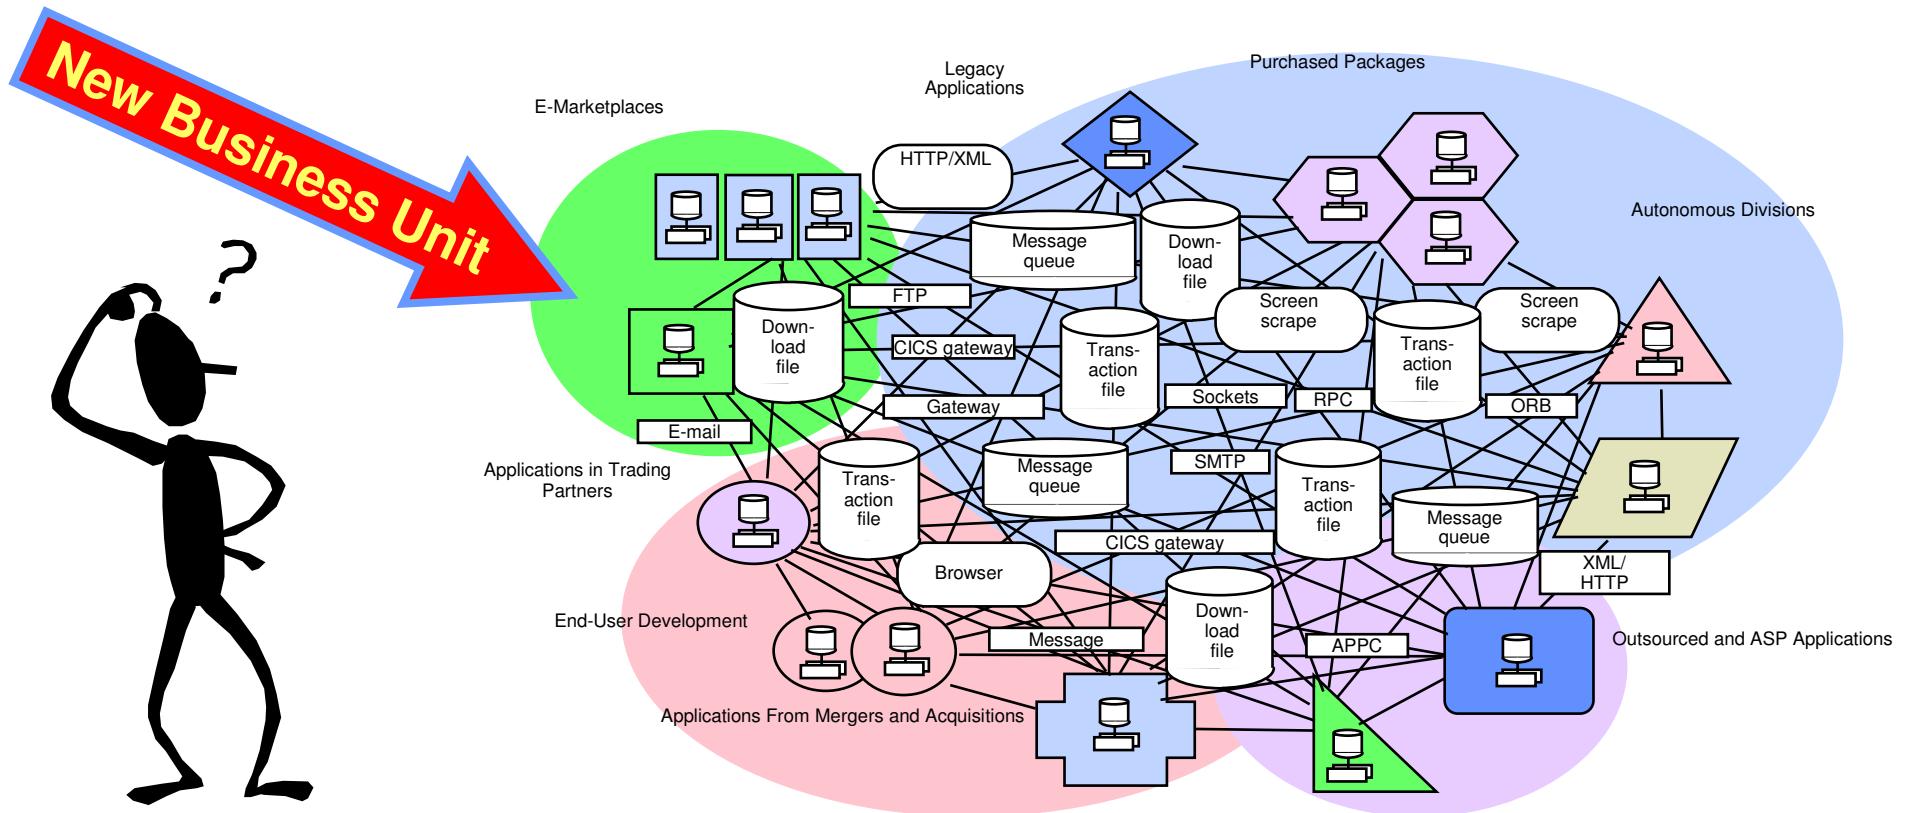 New Business Unit
?
Legacy
Applications
Purchased Packages
E-Marketplaces
HTTP/XML
Autonomous Divisions
Message
queue
Down-
load
file
FTP
Screen
scrape
Screen
scrape
Down-
load
file
CICS gateway
Trans-
action
file
Trans-
action
file
Sockets
RPC
ORB
Gateway
E-mail
Applications in Trading
Partners
Trans-
action
file
Message
queue
SMTP
Trans-
action
file
Message
queue
CICS gateway
Browser
XML/
HTTP
End-User Development
Message
Down-
load
file
APPC
Outsourced and ASP Applications
Applications From Mergers and Acquisitions